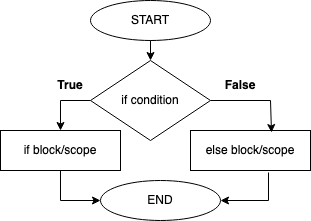 START
True
False
if condition
if block/scope
else block/scope
END